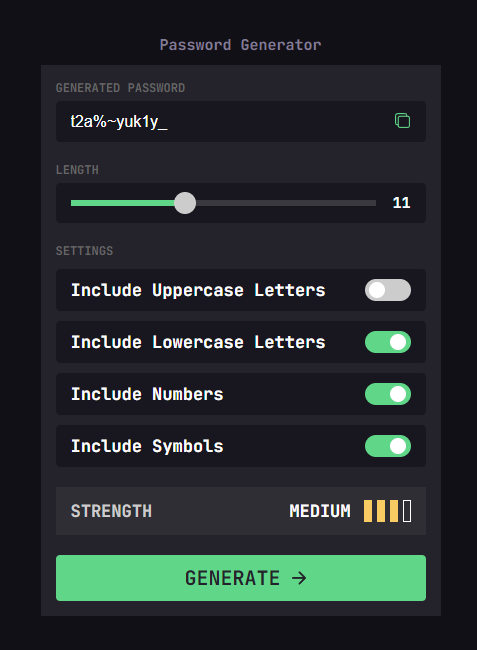 Password Generator
GENERATED PASSWORD
t2a%~yuk1y_
LENGTH
11
SETTINGS
Include Uppercase Letters
Include Lowercase Letters
Include Numbers
Include Symbols
STRENGTH MEDIUM
GENERATE →